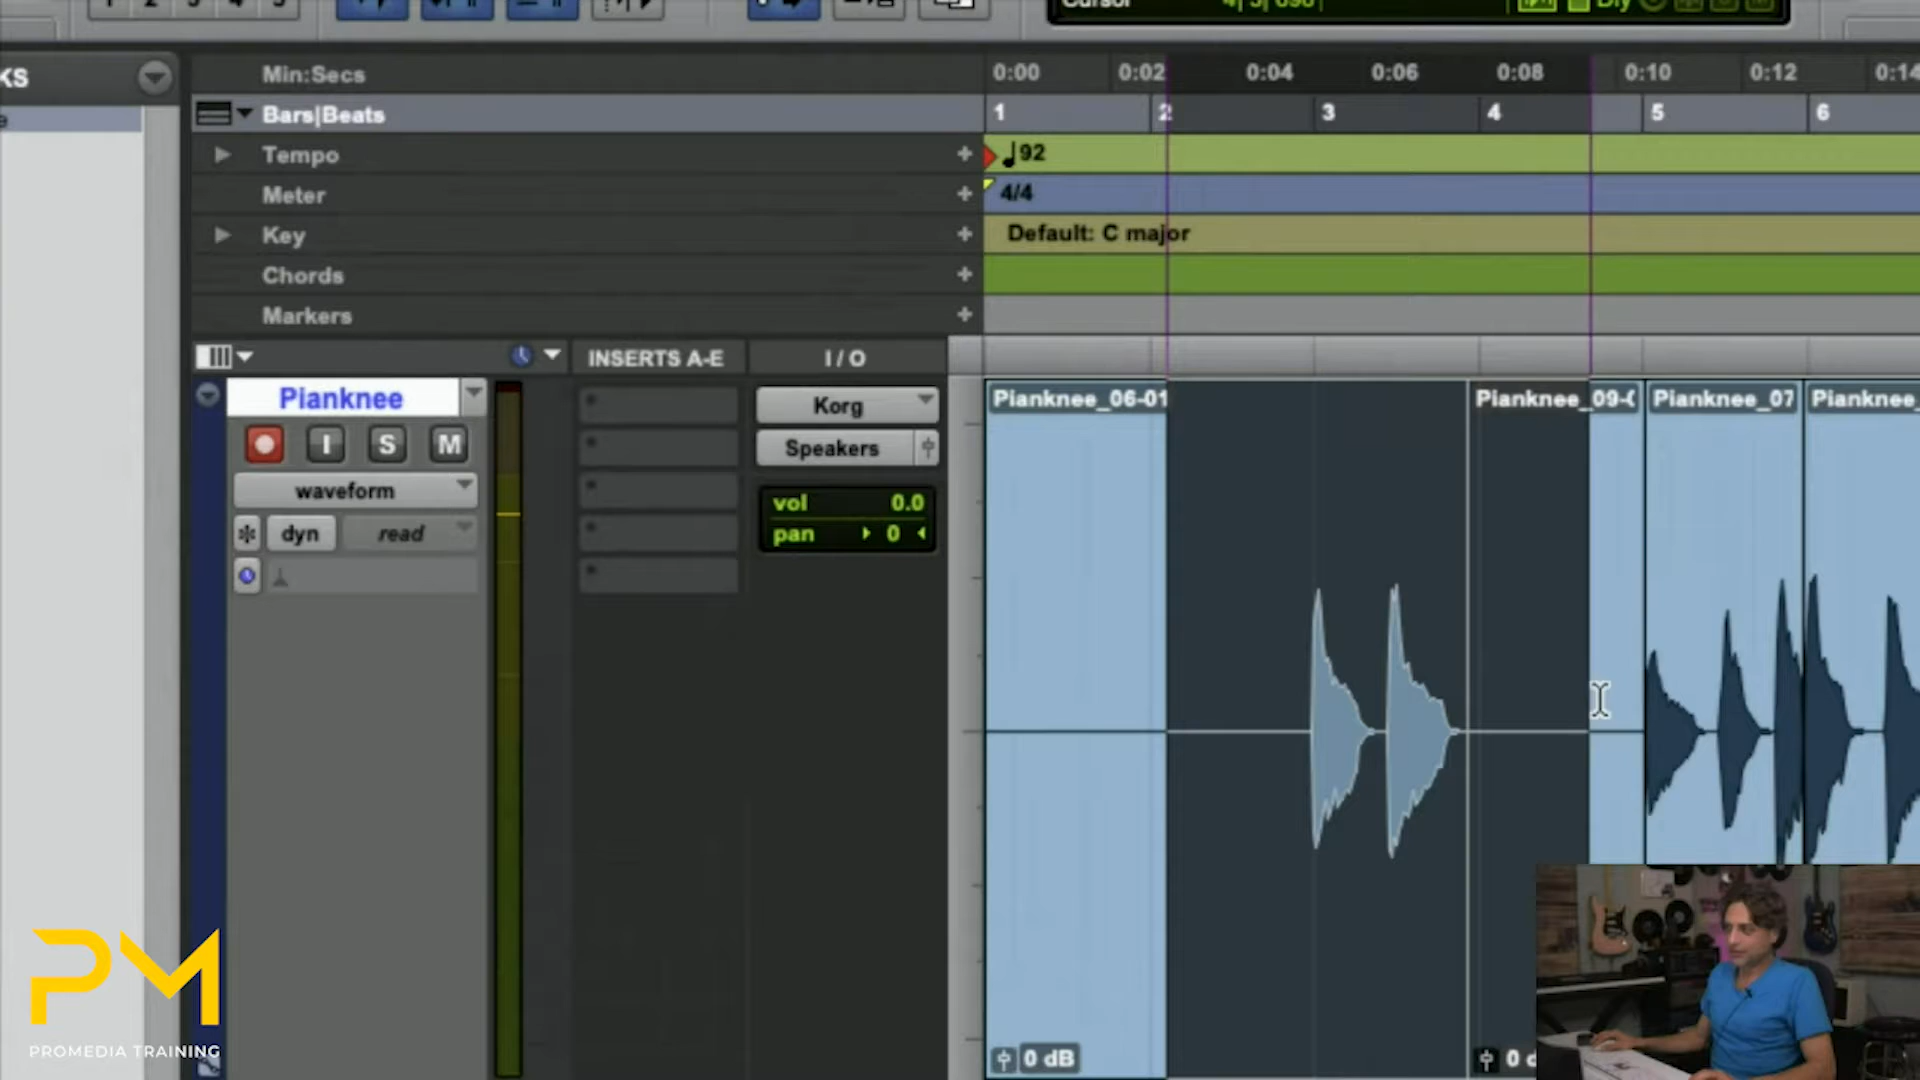 Cursor
Dly
KS
Min:Secs
0:00 0:02 0:04 0:06 0:08 0:10 0:12 0:14
Bars|Beats
1 2 3 4 5 6
Tempo
92
Meter
4/4
Key
Default: C major
Chords
Markers
INSERTS A-E
I / O
Pianknee
Korg
Pianknee_06-01
Pianknee_09-
Pianknee_07
Pianknee_
I S M
Speakers
waveform
vol 0.0
dyn read
pan 0
0 dB
0
PM
PROMEDIA TRAINING